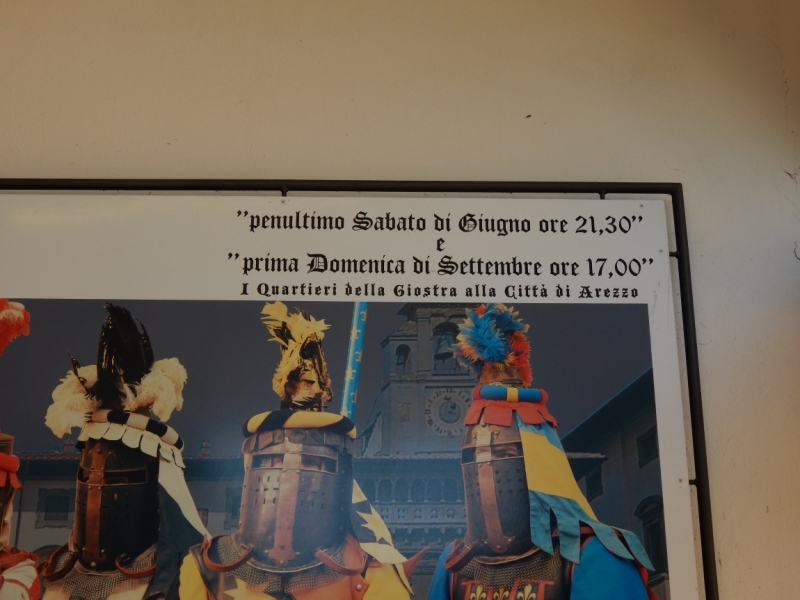 "penultimo Sabato di Giugno ore 21,30"
e
"prima Domenica di Settembre ore 17,00"
I Quartieri della Giostra alla Città di Arezzo